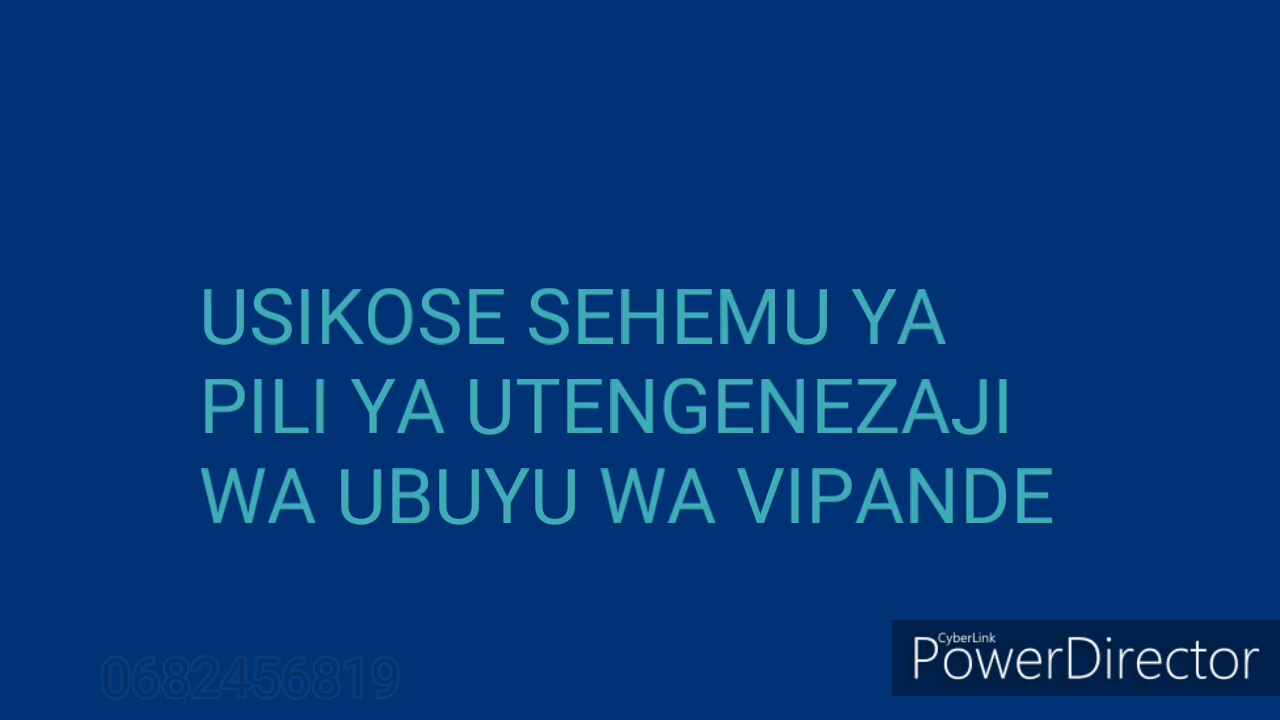 USIKOSE SEHEMU YA
PILI YA UTENGENEZAJI
WA UBUYU WA VIPANDE
0682456819
CyberLink
PowerDirector